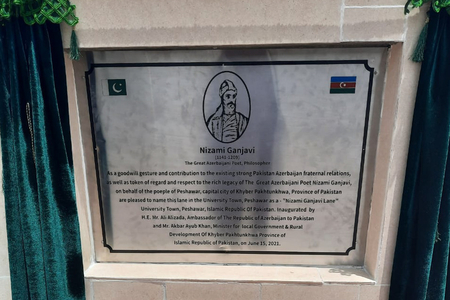 Nizami Ganjavi
(1141-1209)
The Great Azerbaijani Poet, Philosopher
As a goodwill gesture and contribution to the existing strong Pakistan Azerbaijan fraternal relations,
as well as token of regard and respect to the rich legacy of The Great Azerbaijani Poet Nizami Ganjavi,
on behalf of the poeple of Peshawar, capital city of Khyber Pakhtunkhwa, Province of Pakistan
are pleased to name this lane in the University Town, Peshawar as a - "Nizami Ganjavi Lane"
University Town, Peshawar, Islamic Republic Of Pakistan. Inaugurated by
H.E. Mr. Ali Alizada, Ambassador of The Republic of Azerbaijan to Pakistan
and Mr. Akbar Ayub Khan, Minister for local Government & Rural
Development Of Khyber Pakhtunkhwa Province of
Islamic Republic of Pakistan, on June 15, 2021.